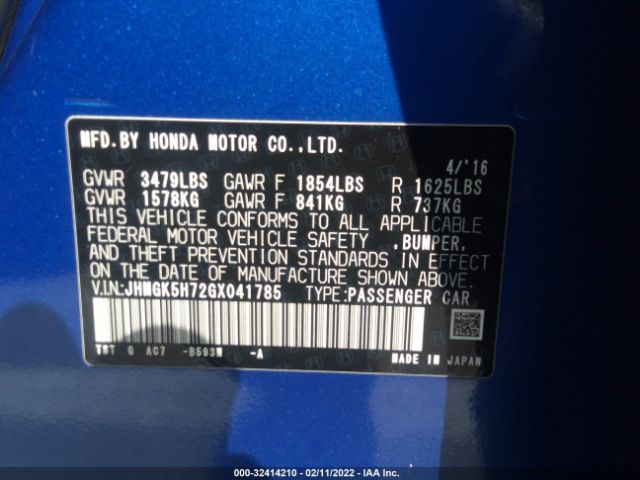 MFD.BY HONDA MOTOR CO.,LTD.
4/'16
GVWR 3479LBS GAWR F 1854LBS R 1625LBS
GVWR 1578KG GAWR F 841KG R 737KG
THIS VEHICLE CONFORMS TO ALL APPLICABLE
FEDERAL MOTOR VEHICLE SAFETY ,BUMPER,
AND THEFT PREVENTION STANDARDS IN EFFECT
ON THE DATE OF MANUFACTURE SHOWN ABOVE.
V.I.N:JHMGK5H72GX041785 TYPE:PASSENGER CAR
TST G AC7 -B593M -A
MADE IN JAPAN
000-32414210 - 02/11/2022 - IAA Inc.